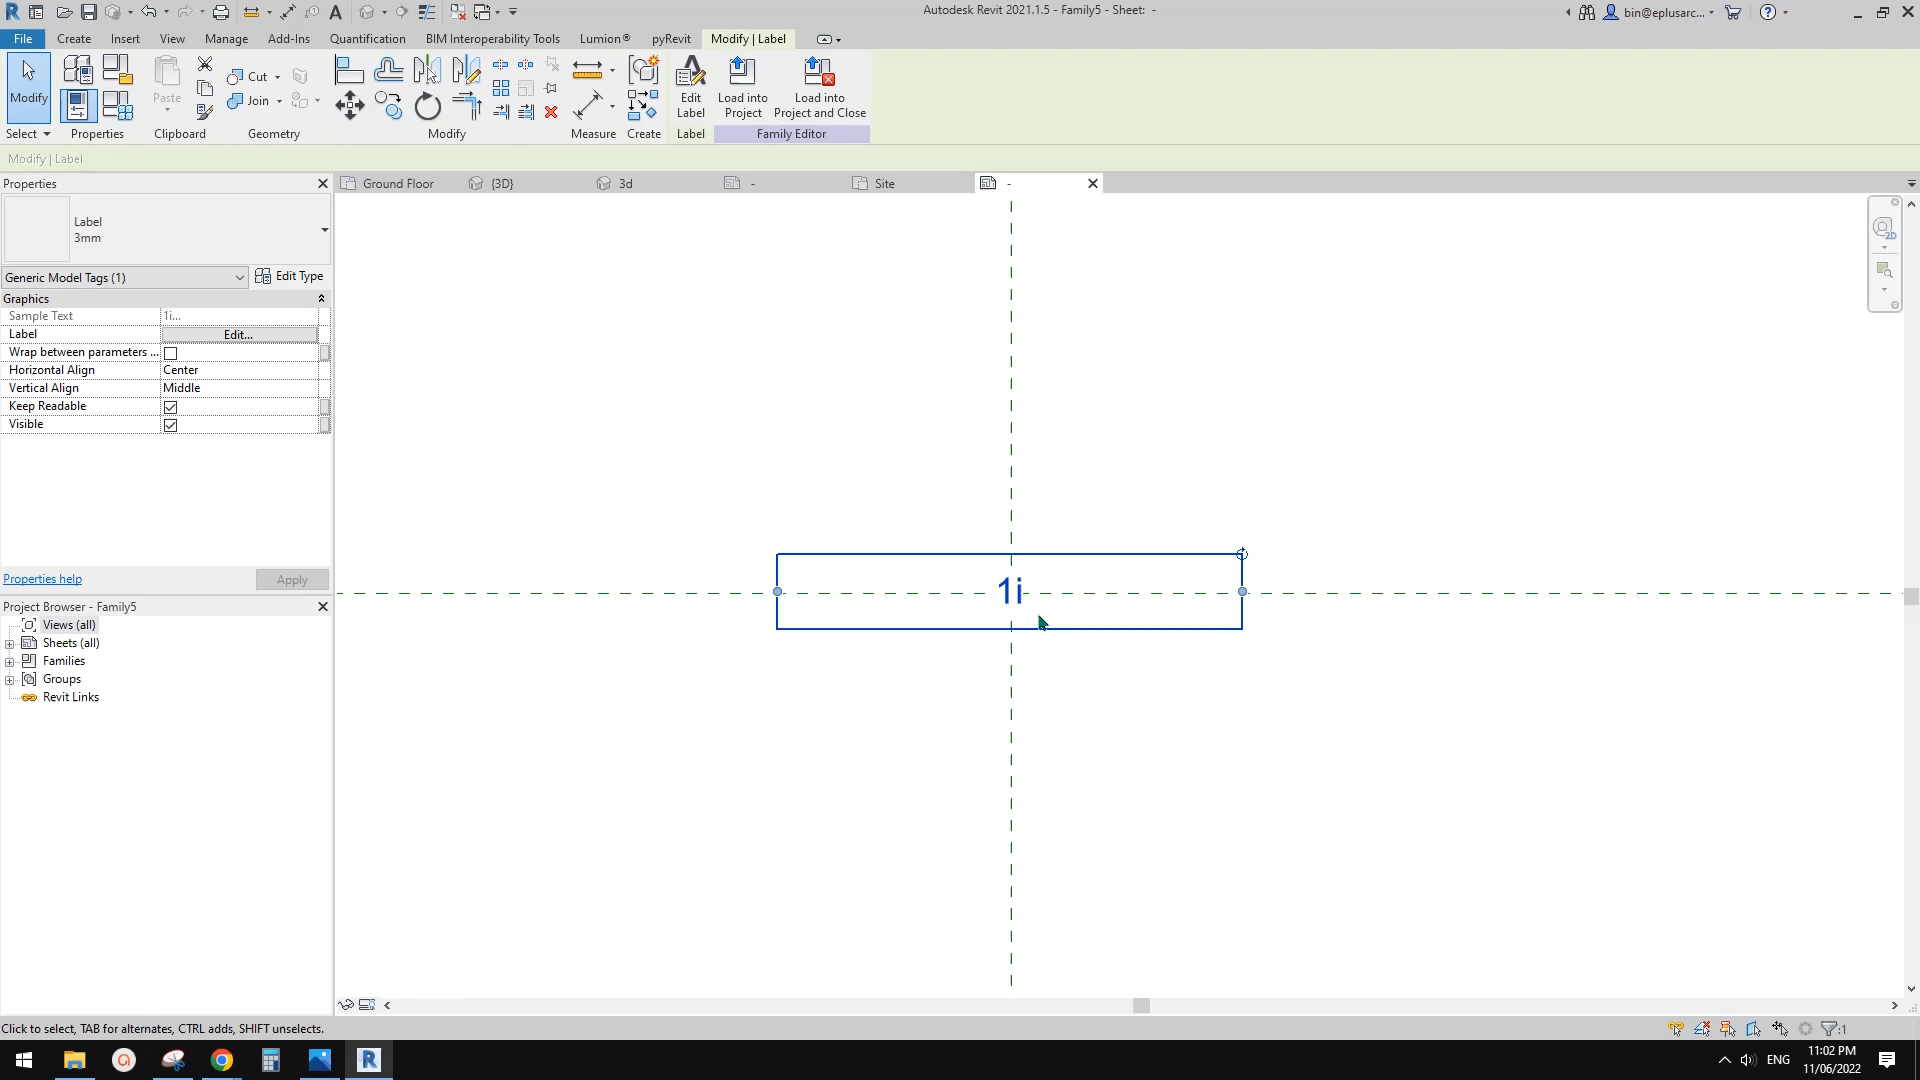 Autodesk Revit 2021.1.5 - Family5 - Sheet: -
bin@eplusarc...
File Create Insert View Manage Add-Ins Quantification BIM Interoperability Tools Lumion® pyRevit Modify | Label
Modify
Paste
Cut
Join
Edit
Label
Load into
Project
Load into
Project and Close
Select Properties Clipboard Geometry Modify Measure Create Label Family Editor
Modify | Label
Properties
Ground Floor {3D} 3d - Site -
Label
3mm
Generic Model Tags (1) Edit Type
Graphics
Sample Text 1i...
Label Edit...
Wrap between parameters ...
Horizontal Align Center
Vertical Align Middle
Keep Readable
Visible
Properties help Apply
Project Browser - Family5
Views (all)
Sheets (all)
Families
Groups
Revit Links
1i
2D
Click to select, TAB for alternates, CTRL adds, SHIFT unselects.
:1
ENG
11:02 PM
11/06/2022